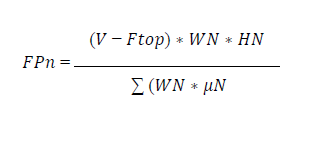 (V − Ftop) ∗ WN ∗ HN
FPn =
∑ (WN ∗ μN